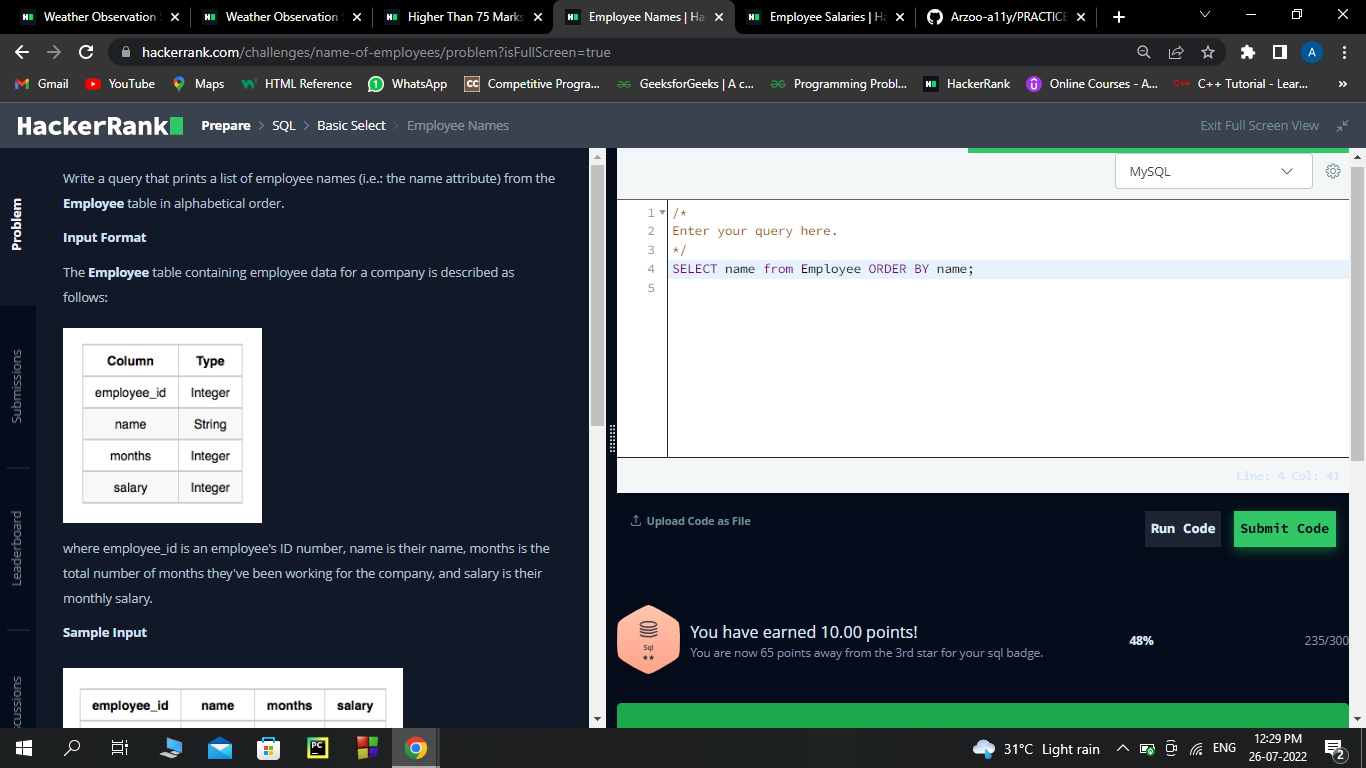 Weather Observation
Weather Observation
Higher Than 75 Marks
Employee Names | Ha
Employee Salaries | Ha
Arzoo-a11y/PRACTICE
hackerrank.com/challenges/name-of-employees/problem?isFullScreen=true
A
Gmail
YouTube
Maps
HTML Reference
WhatsApp
Competitive Progra...
GeeksforGeeks | A c...
Programming Probl...
HackerRank
Online Courses - A...
C++ Tutorial - Lear...
»
HackerRank
Prepare > SQL > Basic Select > Employee Names
Exit Full Screen View
Problem
Submissions
Leaderboard
Write a query that prints a list of employee names (i.e.: the name attribute) from the
Employee table in alphabetical order.
Input Format
The Employee table containing employee data for a company is described as
follows:
Column Type
employee_id Integer
name String
months Integer
salary Integer
where employee_id is an employee's ID number, name is their name, months is the
total number of months they've been working for the company, and salary is their
monthly salary.
Sample Input
employee_id name months salary
MySQL
1 /*
2 Enter your query here.
3 */
4 SELECT name from Employee ORDER BY name;
5
Line: 4 Col: 41
Upload Code as File
Run Code
Submit Code
Sql
You have earned 10.00 points!
You are now 65 points away from the 3rd star for your sql badge.
48%
235/300
31°C Light rain
ENG
12:29 PM
26-07-2022
2